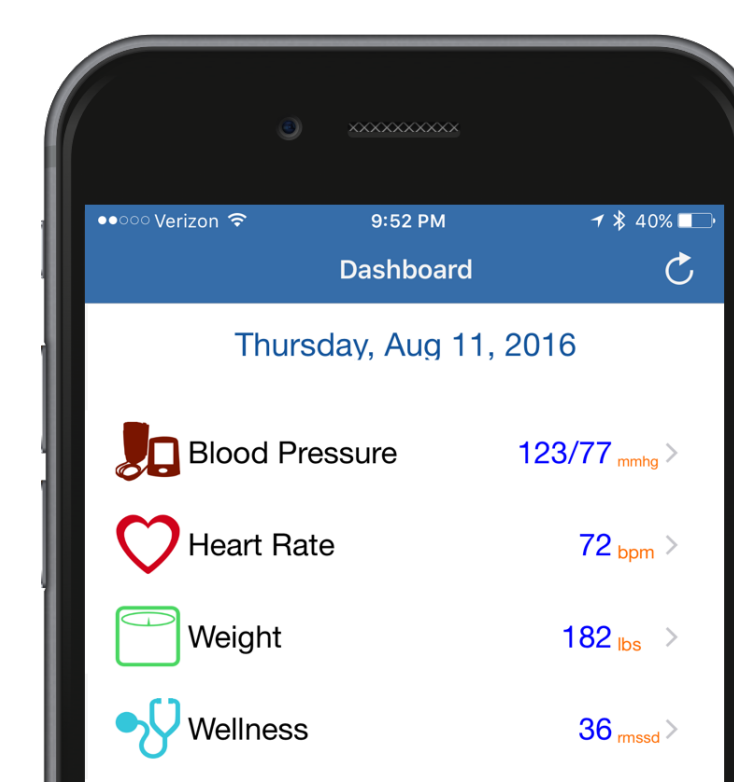 Verizon 9:52 PM 40%
Dashboard
Thursday, Aug 11, 2016
Blood Pressure 123/77 mmhg
Heart Rate 72 bpm
Weight 182 lbs
Wellness 36 rmssd